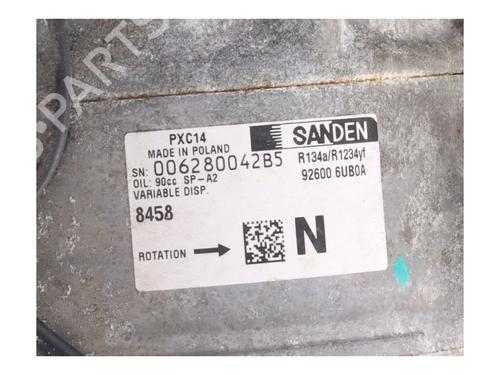 PXC14
SANDEN
MADE IN POLAND
SN: 006280042B5
R134a/R1234yf
OIL: 90cc SP-A2
92600 6UB0A
VARIABLE DISP.
8458
ROTATION
N